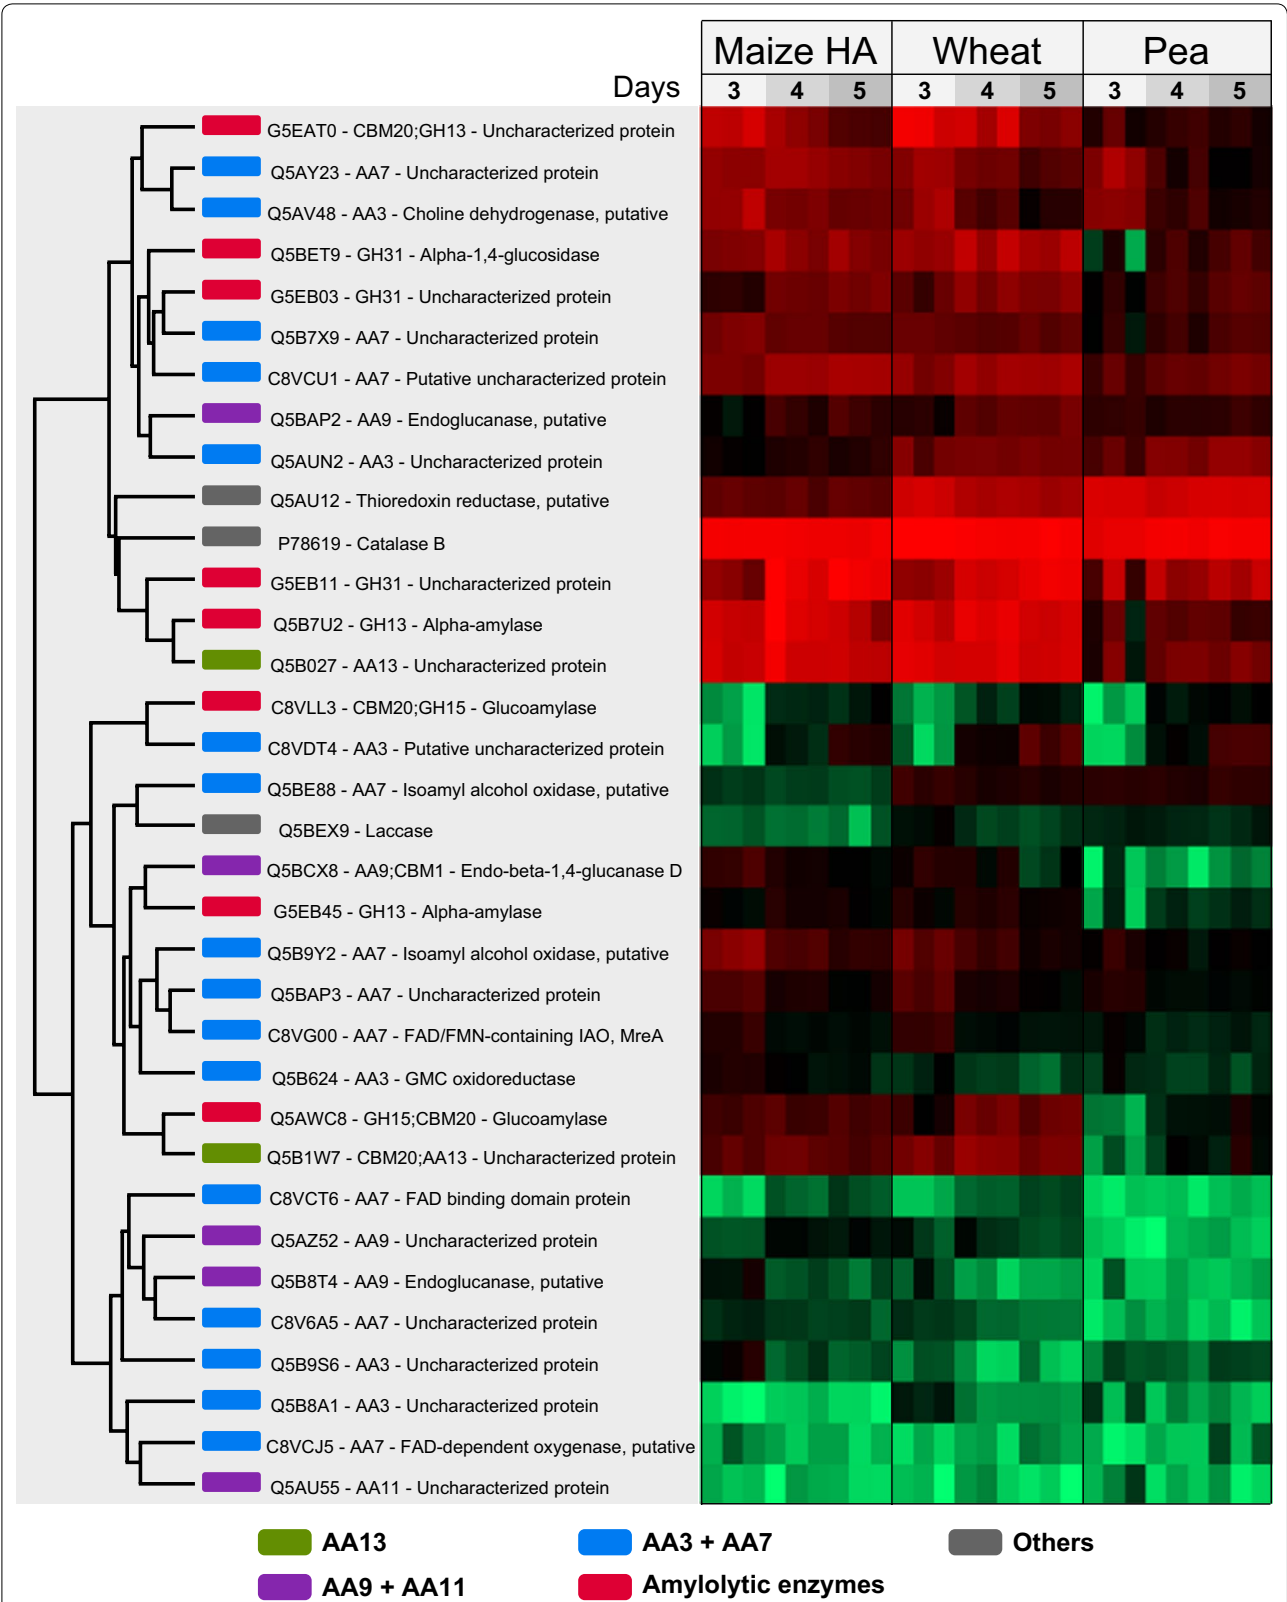 Maize HA Wheat Pea
Days 3 4 5 3 4 5 3 4 5
G5EAT0 - CBM20;GH13 - Uncharacterized protein
Q5AY23 - AA7 - Uncharacterized protein
Q5AV48 - AA3 - Choline dehydrogenase, putative
Q5BET9 - GH31 - Alpha-1,4-glucosidase
G5EB03 - GH31 - Uncharacterized protein
Q5B7X9 - AA7 - Uncharacterized protein
C8VCU1 - AA7 - Putative uncharacterized protein
Q5BAP2 - AA9 - Endoglucanase, putative
Q5AUN2 - AA3 - Uncharacterized protein
Q5AU12 - Thioredoxin reductase, putative
P78619 - Catalase B
G5EB11 - GH31 - Uncharacterized protein
Q5B7U2 - GH13 - Alpha-amylase
Q5B027 - AA13 - Uncharacterized protein
C8VLL3 - CBM20;GH15 - Glucoamylase
C8VDT4 - AA3 - Putative uncharacterized protein
Q5BE88 - AA7 - Isoamyl alcohol oxidase, putative
Q5BEX9 - Laccase
Q5BCX8 - AA9;CBM1 - Endo-beta-1,4-glucanase D
G5EB45 - GH13 - Alpha-amylase
Q5B9Y2 - AA7 - Isoamyl alcohol oxidase, putative
Q5BAP3 - AA7 - Uncharacterized protein
C8VG00 - AA7 - FAD/FMN-containing IAO, MreA
Q5B624 - AA3 - GMC oxidoreductase
Q5AWC8 - GH15;CBM20 - Glucoamylase
Q5B1W7 - CBM20;AA13 - Uncharacterized protein
C8VCT6 - AA7 - FAD binding domain protein
Q5AZ52 - AA9 - Uncharacterized protein
Q5B8T4 - AA9 - Endoglucanase, putative
C8V6A5 - AA7 - Uncharacterized protein
Q5B9S6 - AA3 - Uncharacterized protein
Q5B8A1 - AA3 - Uncharacterized protein
C8VCJ5 - AA7 - FAD-dependent oxygenase, putative
Q5AU55 - AA11 - Uncharacterized protein
AA13 AA3 + AA7 Others
AA9 + AA11 Amylolytic enzymes